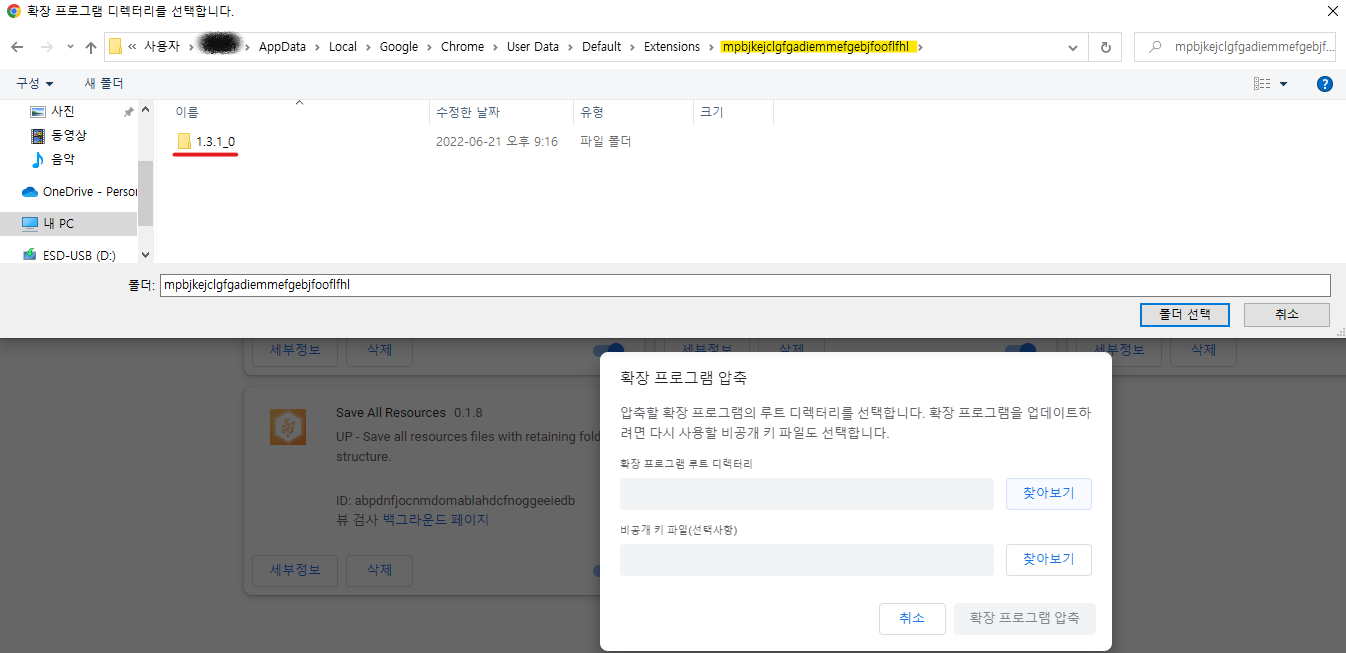 확장 프로그램 디렉터리를 선택합니다.
« 사용자 › › AppData › Local › Google › Chrome › User Data › Default › Extensions › mpbjkejclgfgadiemmefgebjfooflfhl ›
mpbjkejclgfgadiemmefgebjf...
구성 새 폴더
이름 수정한 날짜 유형 크기
사진
1.3.1_0 2022-06-21 오후 9:16 파일 폴더
동영상
음악
OneDrive - Person
내 PC
ESD-USB (D:)
폴더: mpbjkejclgfgadiemmefgebjfooflfhl
폴더 선택 취소
세부정보 삭제 세부정보 삭제 세부정보 삭제
Save All Resources 0.1.8
UP - Save all resources files with retaining fold
structure.
ID: abpdnfjocnmdomablahdcfnoggeeiedb
뷰 검사 백그라운드 페이지
세부정보 삭제
확장 프로그램 압축
압축할 확장 프로그램의 루트 디렉터리를 선택합니다. 확장 프로그램을 업데이트하
려면 다시 사용할 비공개 키 파일도 선택합니다.
확장 프로그램 루트 디렉터리
찾아보기
비공개 키 파일(선택사항)
찾아보기
취소 확장 프로그램 압축